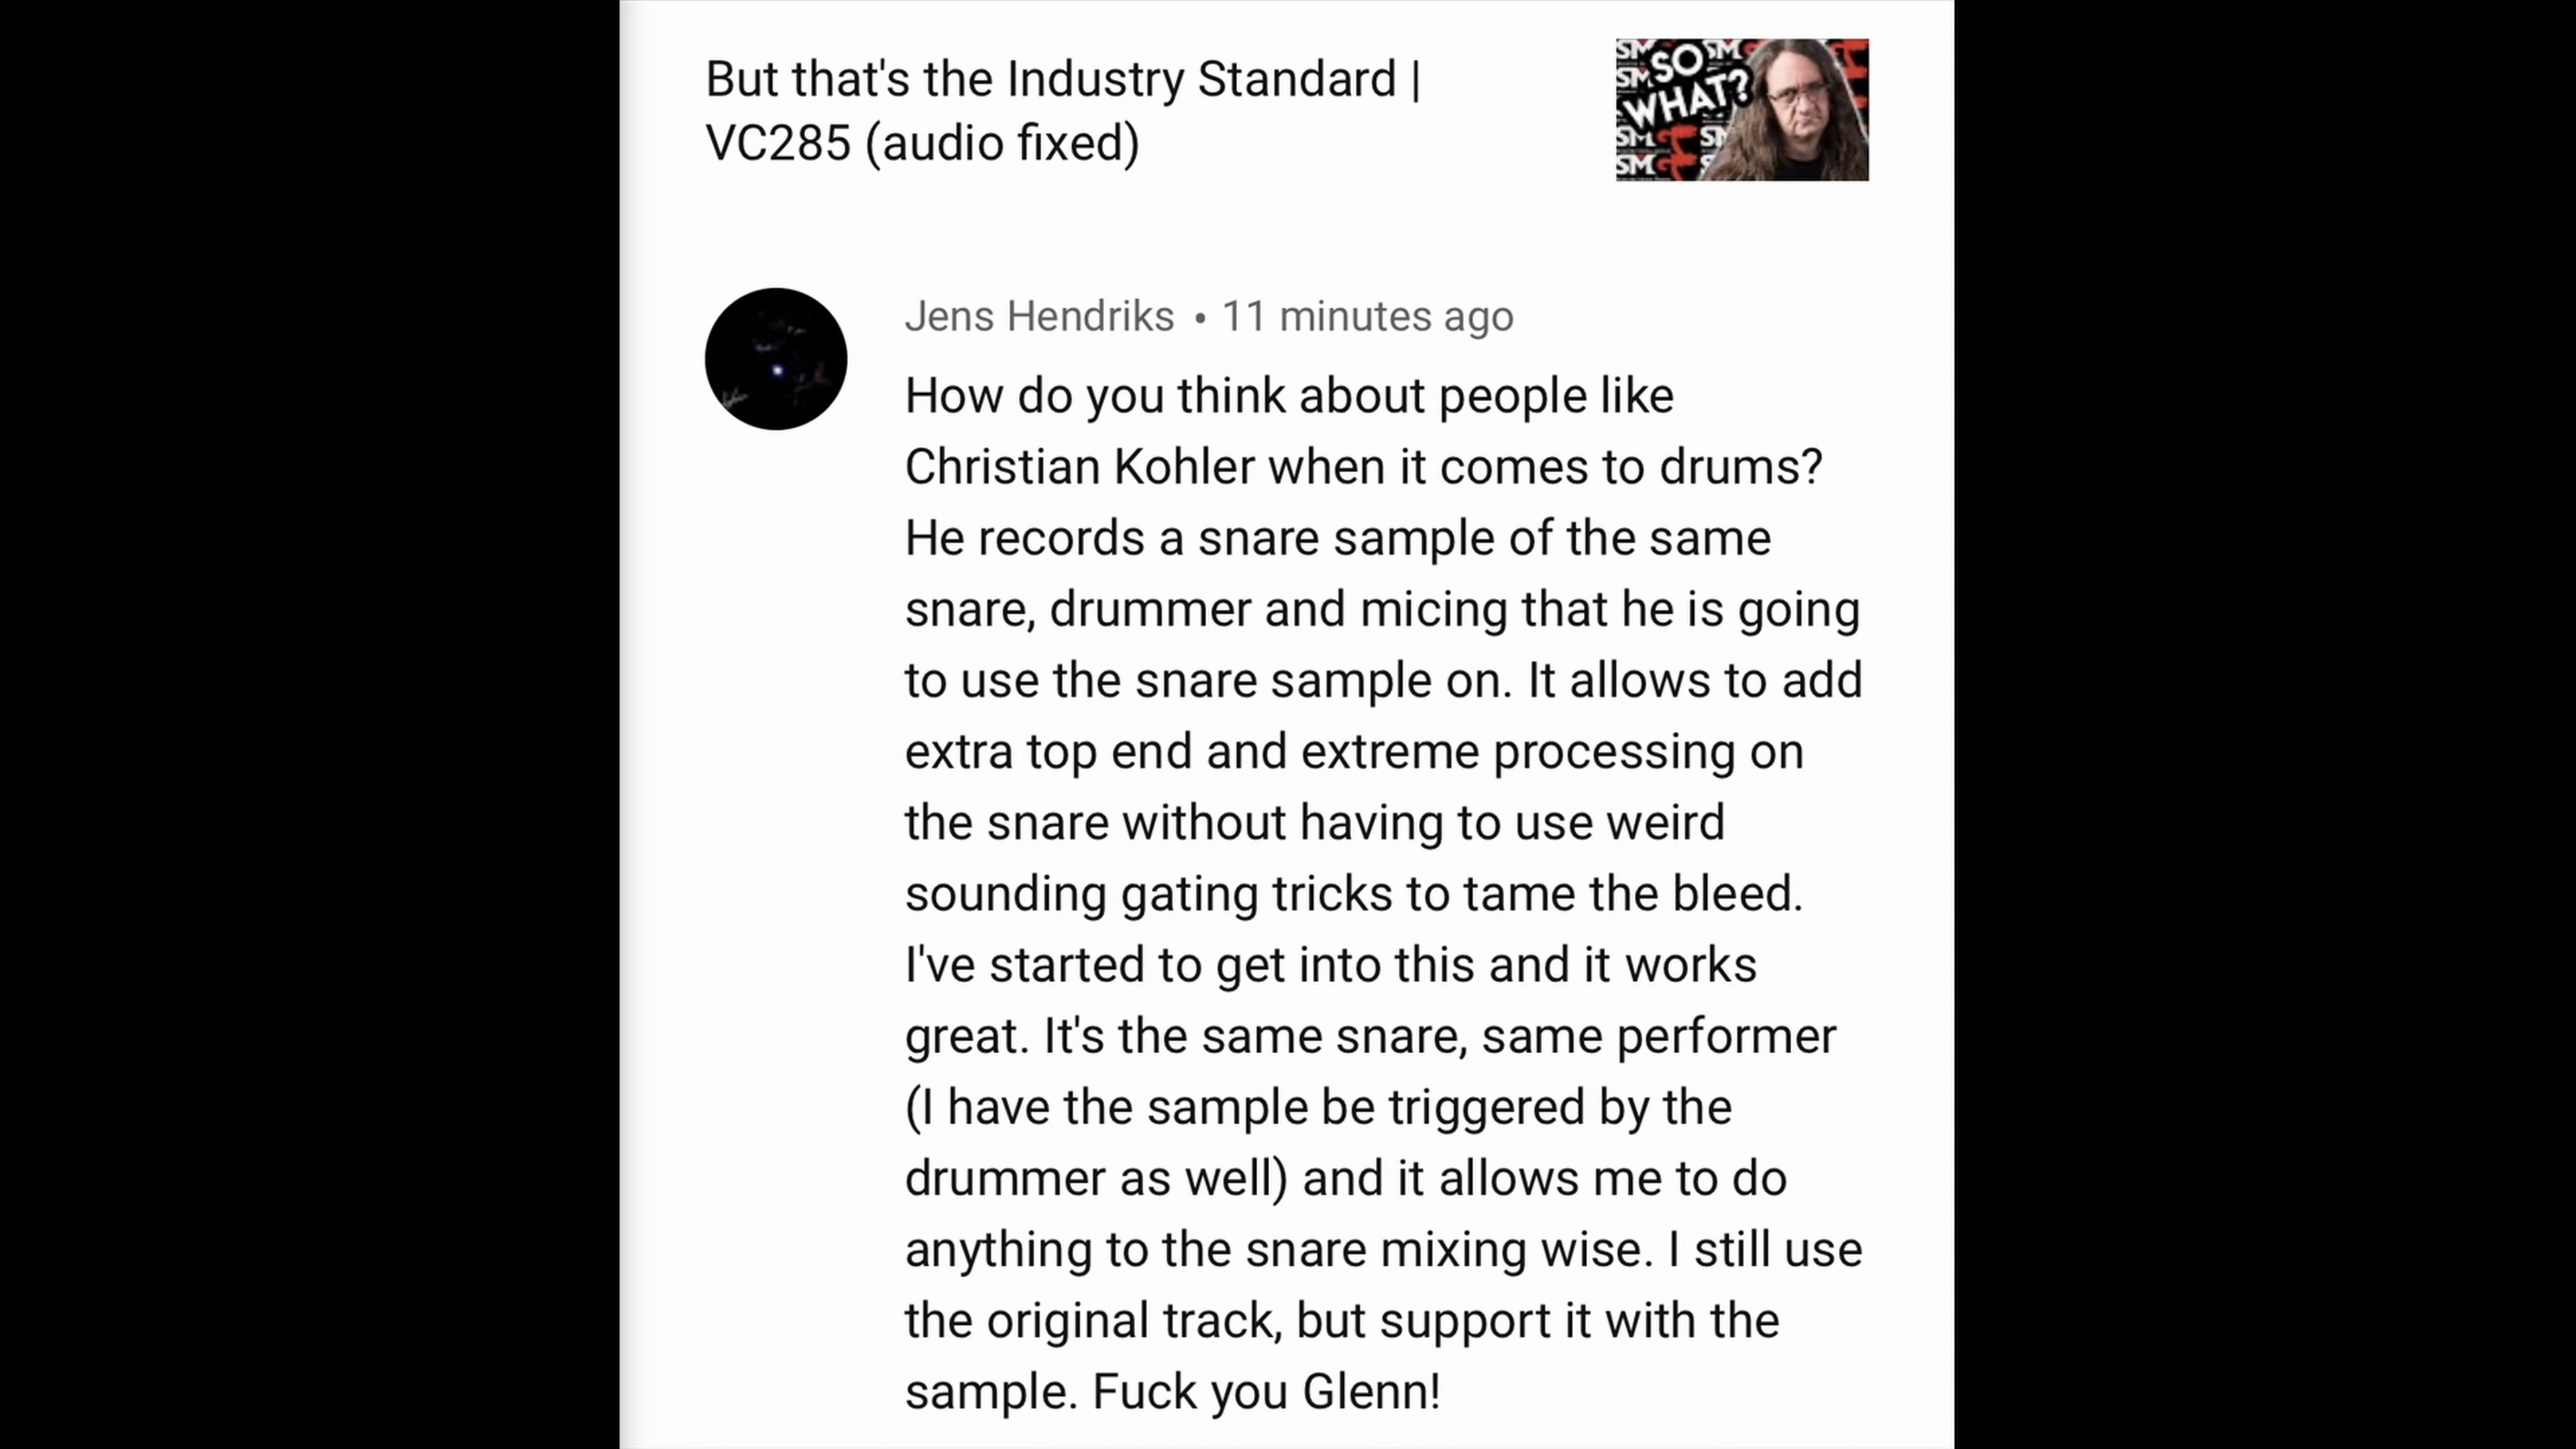 But that's the Industry Standard |
VC285 (audio fixed)
SM SO SM
SM WHAT?
SM SM
SM
Jens Hendriks • 11 minutes ago
How do you think about people like
Christian Kohler when it comes to drums?
He records a snare sample of the same
snare, drummer and micing that he is going
to use the snare sample on. It allows to add
extra top end and extreme processing on
the snare without having to use weird
sounding gating tricks to tame the bleed.
I've started to get into this and it works
great. It's the same snare, same performer
(I have the sample be triggered by the
drummer as well) and it allows me to do
anything to the snare mixing wise. I still use
the original track, but support it with the
sample. Fuck you Glenn!